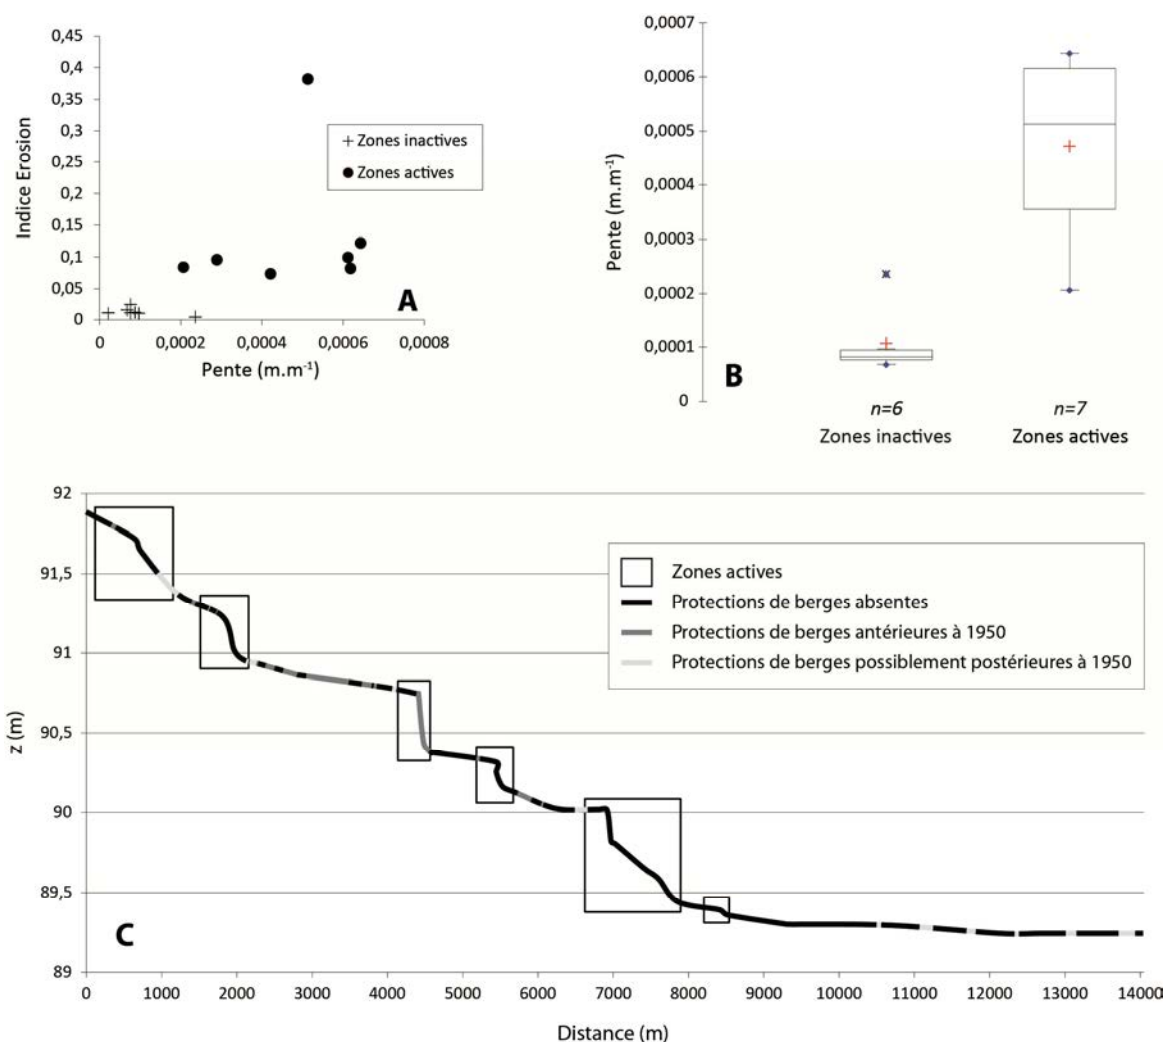 0,45
0,4
0,35
0,3
0,25
0,2
0,15
0,1
0,05
0
Indice Erosion
Zones inactives
Zones actives
A
0 0,0002 0,0004 0,0006 0,0008
Pente (m.m⁻¹)
0,0007
0,0006
0,0005
0,0004
0,0003
0,0002
0,0001
0
Pente (m.m⁻¹)
B
n=6 n=7
Zones inactives Zones actives
92
91,5
91
90,5
90
89,5
89
z (m)
Zones actives
Protections de berges absentes
Protections de berges antérieures à 1950
Protections de berges possiblement postérieures à 1950
C
0 1000 2000 3000 4000 5000 6000 7000 8000 9000 10000 11000 12000 13000 14000
Distance (m)